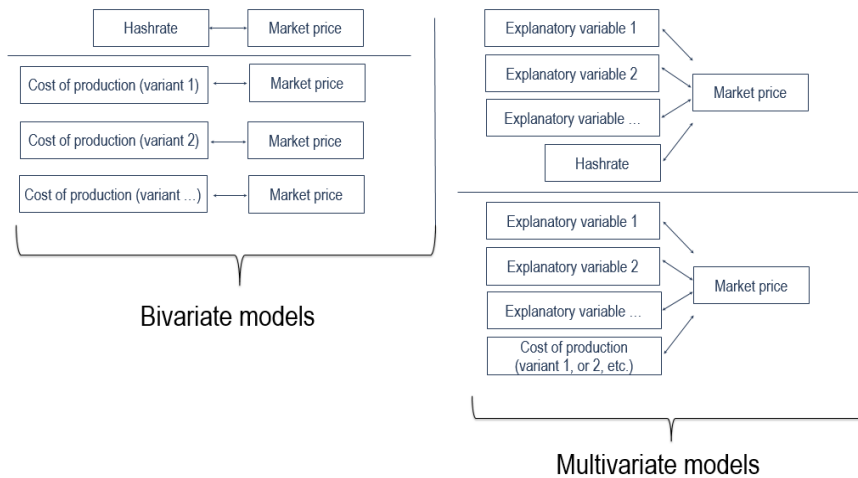 Hashrate
Market price
Cost of production (variant 1)
Market price
Cost of production (variant 2)
Market price
Cost of production (variant ...)
Market price
Bivariate models
Explanatory variable 1
Explanatory variable 2
Explanatory variable ...
Hashrate
Market price
Explanatory variable 1
Explanatory variable 2
Explanatory variable ...
Cost of production
(variant 1, or 2, etc.)
Market price
Multivariate models